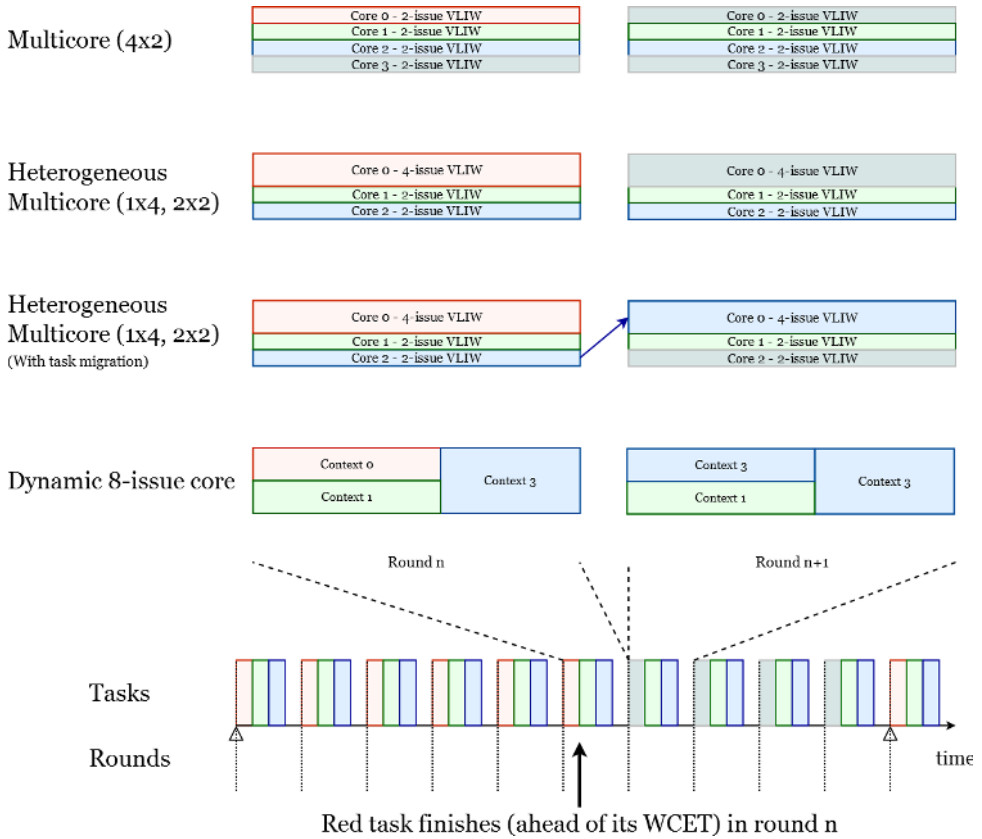 Multicore (4x2)
Core 0 - 2-issue VLIW
Core 1 - 2-issue VLIW
Core 2 - 2-issue VLIW
Core 3 - 2-issue VLIW
Core 0 - 2-issue VLIW
Core 1 - 2-issue VLIW
Core 2 - 2-issue VLIW
Core 3 - 2-issue VLIW
Heterogeneous
Multicore (1x4, 2x2)
Core 0 - 4-issue VLIW
Core 1 - 2-issue VLIW
Core 2 - 2-issue VLIW
Core 0 - 4-issue VLIW
Core 1 - 2-issue VLIW
Core 2 - 2-issue VLIW
Heterogeneous
Multicore (1x4, 2x2)
(With task migration)
Core 0 - 4-issue VLIW
Core 1 - 2-issue VLIW
Core 2 - 2-issue VLIW
Core 0 - 4-issue VLIW
Core 1 - 2-issue VLIW
Core 2 - 2-issue VLIW
Dynamic 8-issue core
Context 0
Context 1
Context 3
Context 3
Context 1
Context 3
Round n
Round n+1
Tasks
Rounds
time
Red task finishes (ahead of its WCET) in round n